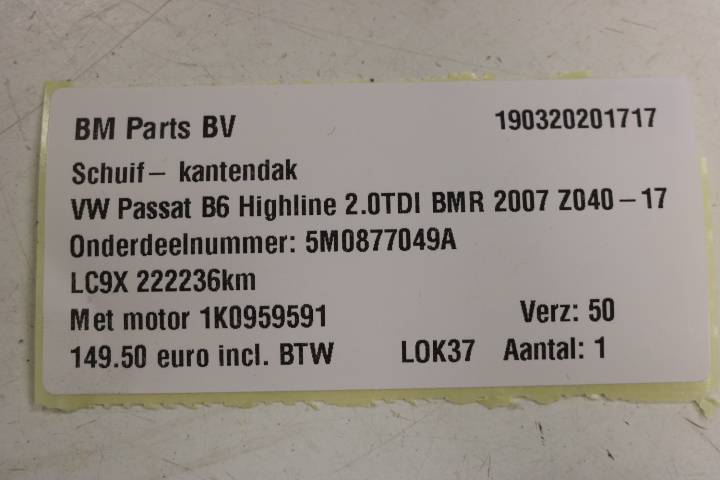 BM Parts BV 190320201717
Schuif- kantendak
VW Passat B6 Highline 2.0TDI BMR 2007 Z040-17
Onderdeelnummer: 5M0877049A
LC9X 222236km
Met motor 1K0959591 Verz: 50
149.50 euro incl. BTW LOK37 Aantal: 1